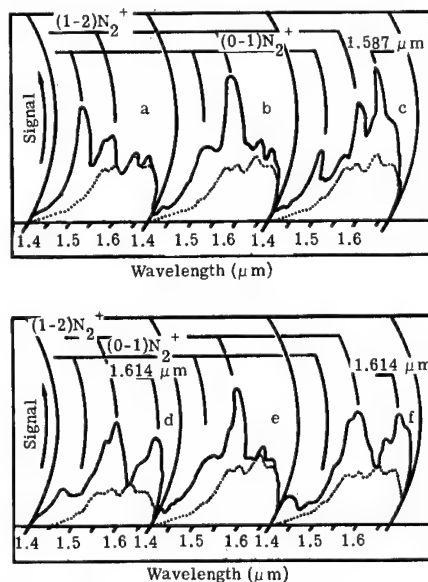 (1-2)N₂⁺
(0-1)N₂⁺
1.587 μm
a
b
c
Signal
1.4 1.5 1.6 1.4 1.5 1.6 1.4 1.5 1.6
Wavelength (μm)
(1-2)N₂⁺
(0-1)N₂⁺
1.614 μm
1.614 μm
d
e
f
Signal
1.4 1.5 1.6 1.4 1.5 1.6 1.4 1.5 1.6
Wavelength (μm)